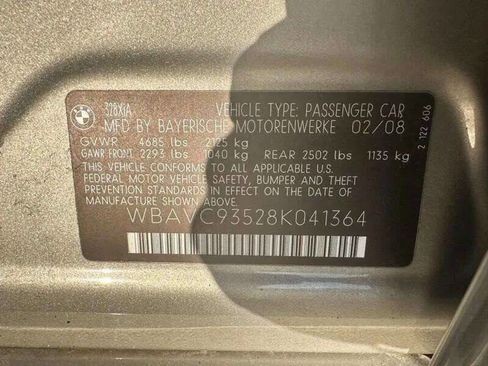 BMW
328XiA VEHICLE TYPE: PASSENGER CAR
MFD BY BAYERISCHE MOTORENWERKE 02/08
GVWR 4685 lbs 2125 kg
GAWR FRONT 2293 lbs 1040 kg REAR 2502 lbs 1135 kg
THIS VEHICLE CONFORMS TO ALL APPLICABLE U.S.
FEDERAL MOTOR VEHICLE SAFETY, BUMPER, AND THEFT
PREVENTION STANDARDS IN EFFECT ON THE DATE OF
MANUFACTURE SHOWN ABOVE.
WBAVC93528K041364
2 122 606